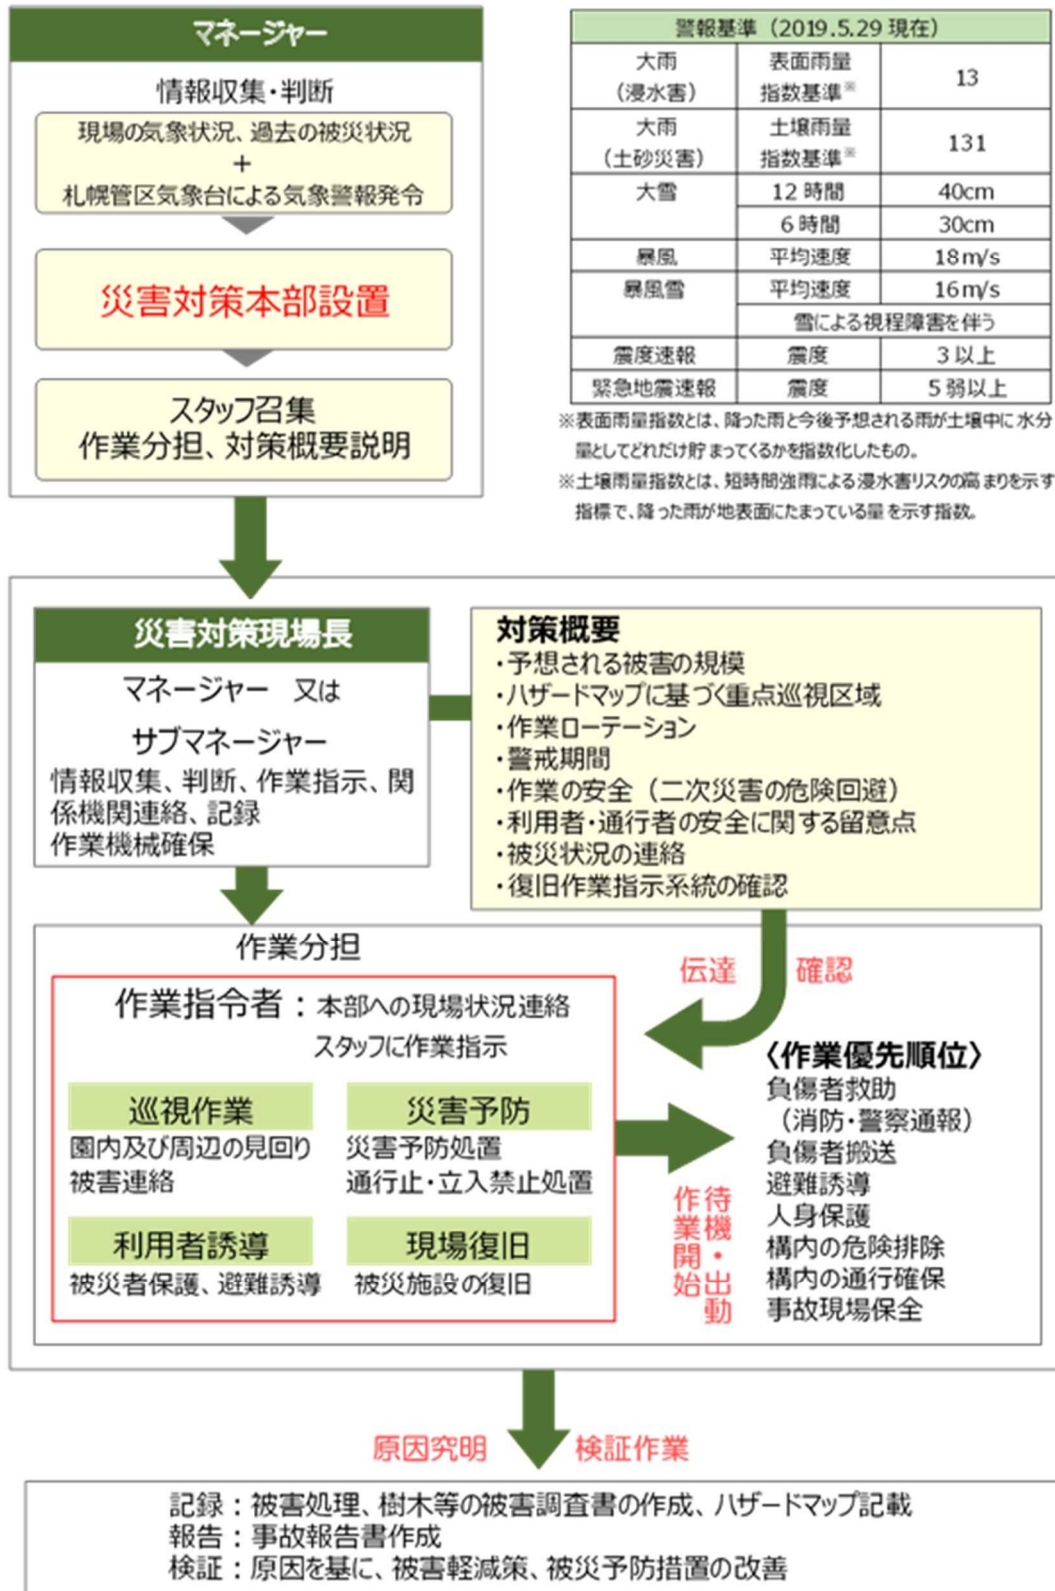 マネージャー
情報収集・判断
現場の気象状況、過去の被災状況
+
札幌管区気象台による気象警報発令
災害対策本部設置
スタッフ召集
作業分担、対策概要説明
警報基準（2019.5.29 現在）
大雨（浸水害） 表面雨量指数基準※ 13
大雨（土砂災害） 土壌雨量指数基準※ 131
大雪 12 時間 40cm
6 時間 30cm
暴風 平均速度 18m/s
暴風雪 平均速度 16m/s
雪による視程障害を伴う
震度速報 震度 3 以上
緊急地震速報 震度 5 弱以上
※表面雨量指数とは、降った雨と今後予想される雨が土壌中に水分
量としてどれだけ貯まってくるかを指数化したもの。
※土壌雨量指数とは、短時間強雨による浸水害リスクの高まりを示す
指標で、降った雨が地表面にたまっている量を示す指数。
災害対策現場長
マネージャー 又は
サブマネージャー
情報収集、判断、作業指示、関
係機関連絡、記録
作業機械確保
対策概要
・予想される被害の規模
・ハザードマップに基づく重点巡視区域
・作業ローテーション
・警戒期間
・作業の安全（二次災害の危険回避）
・利用者・通行者の安全に関する留意点
・被災状況の連絡
・復旧作業指示系統の確認
伝達 確認
作業分担
作業指令者：本部への現場状況連絡
スタッフに作業指示
巡視作業
園内及び周辺の見回り
被害連絡
災害予防
災害予防処置
通行止・立入禁止処置
利用者誘導
被災者保護、避難誘導
現場復旧
被災施設の復旧
待機・出動
作業開始
〈作業優先順位〉
負傷者救助
（消防・警察通報）
負傷者搬送
避難誘導
人身保護
構内の危険排除
構内の通行確保
事故現場保全
原因究明 検証作業
記録：被害処理、樹木等の被害調査書の作成、ハザードマップ記載
報告：事故報告書作成
検証：原因を基に、被害軽減策、被災予防措置の改善